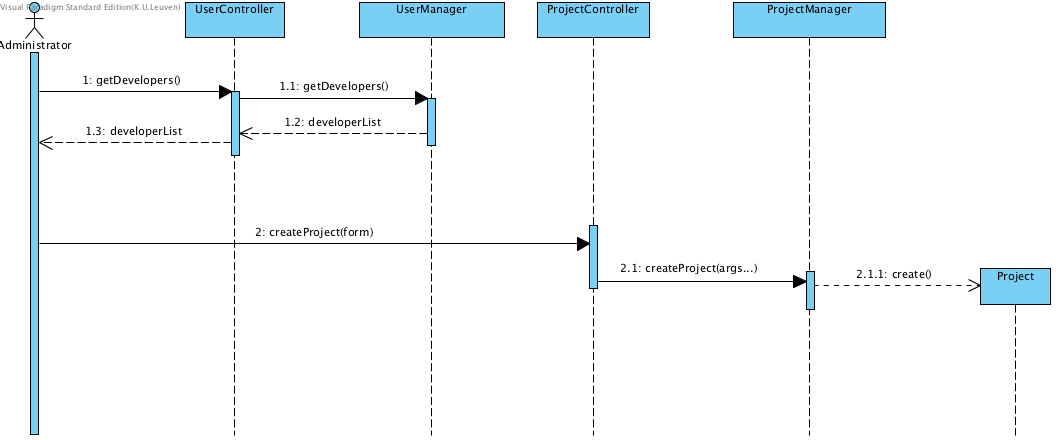 Visual Paradigm Standard Edition(K.U.Leuven)
UserController
UserManager
ProjectController
ProjectManager
Administrator
1: getDevelopers()
1.1: getDevelopers()
1.2: developerList
1.3: developerList
2: createProject(form)
2.1: createProject(args...)
2.1.1: create()
Project